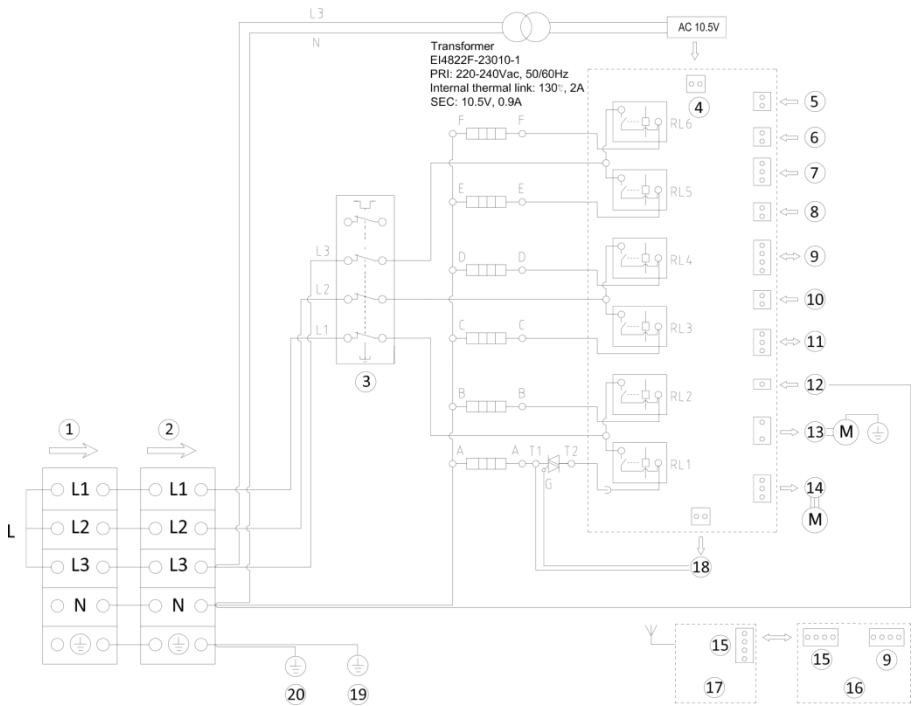 L3
N
AC 10.5V
Transformer
EI4822F-23010-1
PRI: 220-240Vac, 50/60Hz
Internal thermal link: 130℃, 2A
SEC: 10.5V, 0.9A
4
5
F F RL6
6
7
E E RL5
8
L3 D D RL4
9
L2
10
C C RL3
11
L1
3
12
B B RL2
1 2
13 M
A A T1 T2 RL1
G
14
M
L1 L1
L L2 L2
L3 L3
18
N N
15 15 9
20 19 17 16